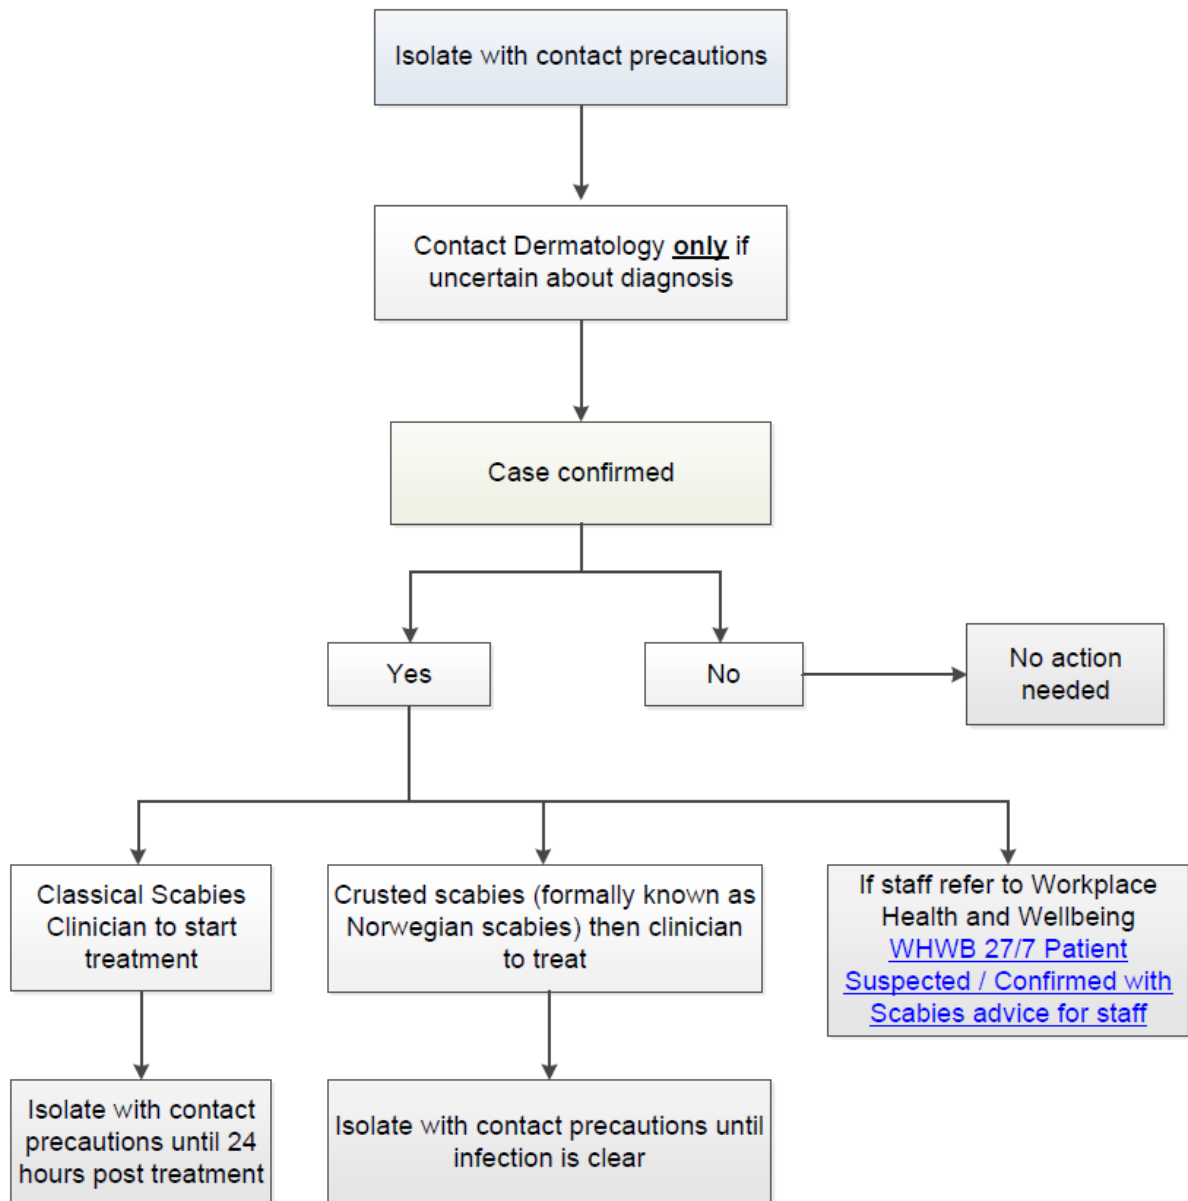 Isolate with contact precautions
Contact Dermatology only if
uncertain about diagnosis
Case confirmed
Yes
No
No action
needed
Classical Scabies
Clinician to start
treatment
Crusted scabies (formally known as
Norwegian scabies) then clinician
to treat
If staff refer to Workplace
Health and Wellbeing
WHWB 27/7 Patient
Suspected / Confirmed with
Scabies advice for staff
Isolate with contact
precautions until 24
hours post treatment
Isolate with contact precautions until
infection is clear